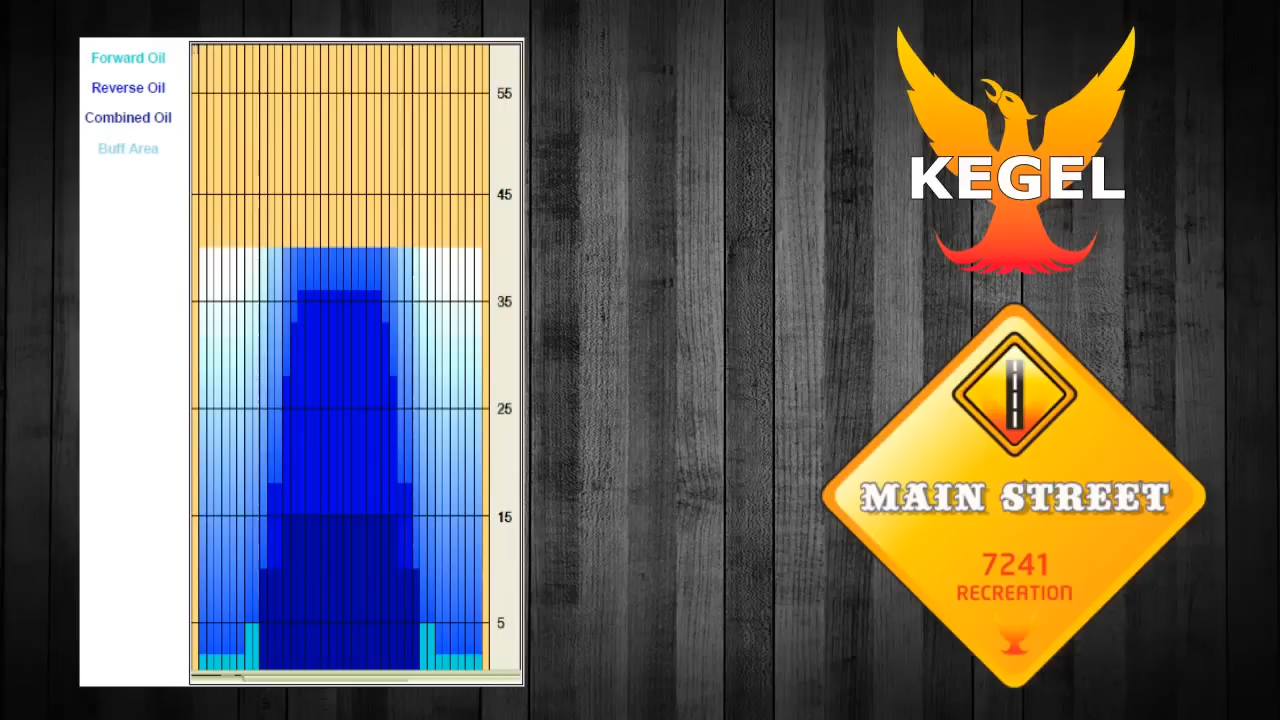 Forward Oil
Reverse Oil
Combined Oil
Buff Area
55
45
35
25
15
5
KEGEL
MAIN STREET
7241
RECREATION